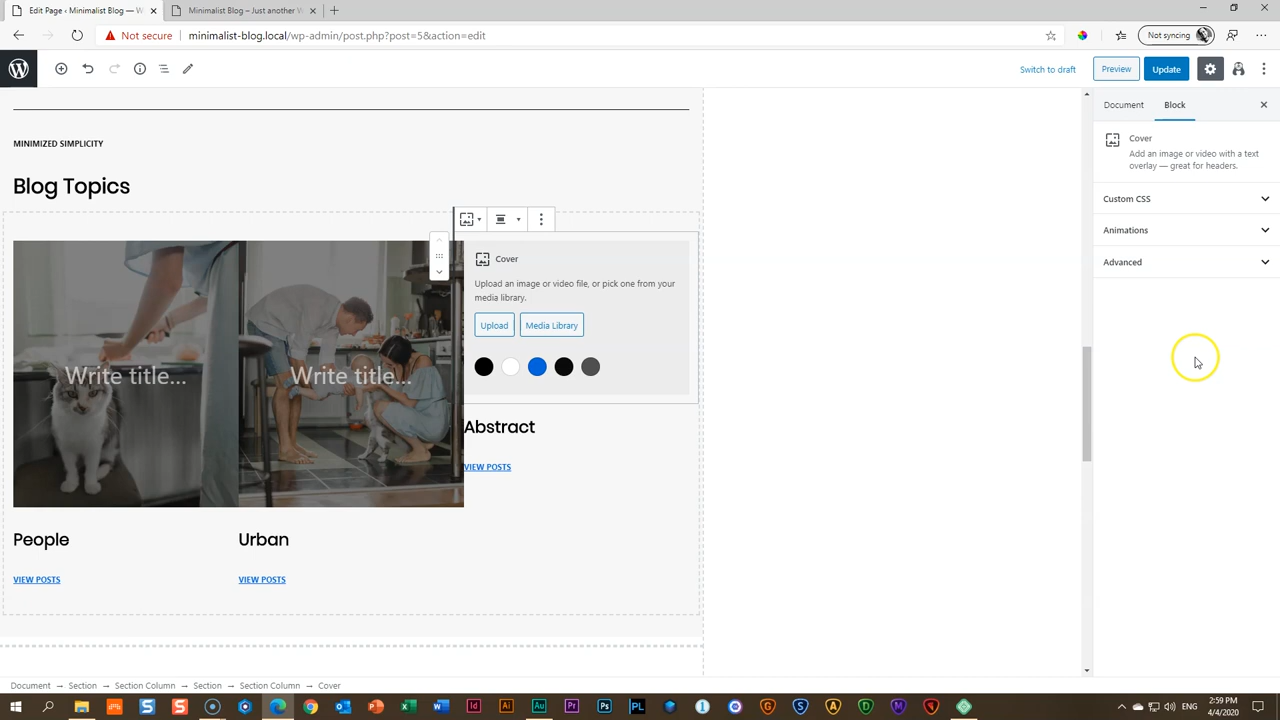 Edit Page ‹ Minimalist Blog — W
Minimalist Blog – Just another W
Not secure
minimalist-blog.local/wp-admin/post.php?post=5&action=edit
Not syncing
Switch to draft
Preview
Update
Document
Block
Cover
Add an image or video with a text
overlay — great for headers.
Custom CSS
Animations
Advanced
MINIMIZED SIMPLICITY
Blog Topics
Write title...
Write title...
Cover
Upload an image or video file, or pick one from your
media library.
Upload
Media Library
Abstract
VIEW POSTS
People
Urban
VIEW POSTS
VIEW POSTS
Document → Section → Section Column → Section → Section Column → Cover
ENG
2:59 PM
4/4/2020